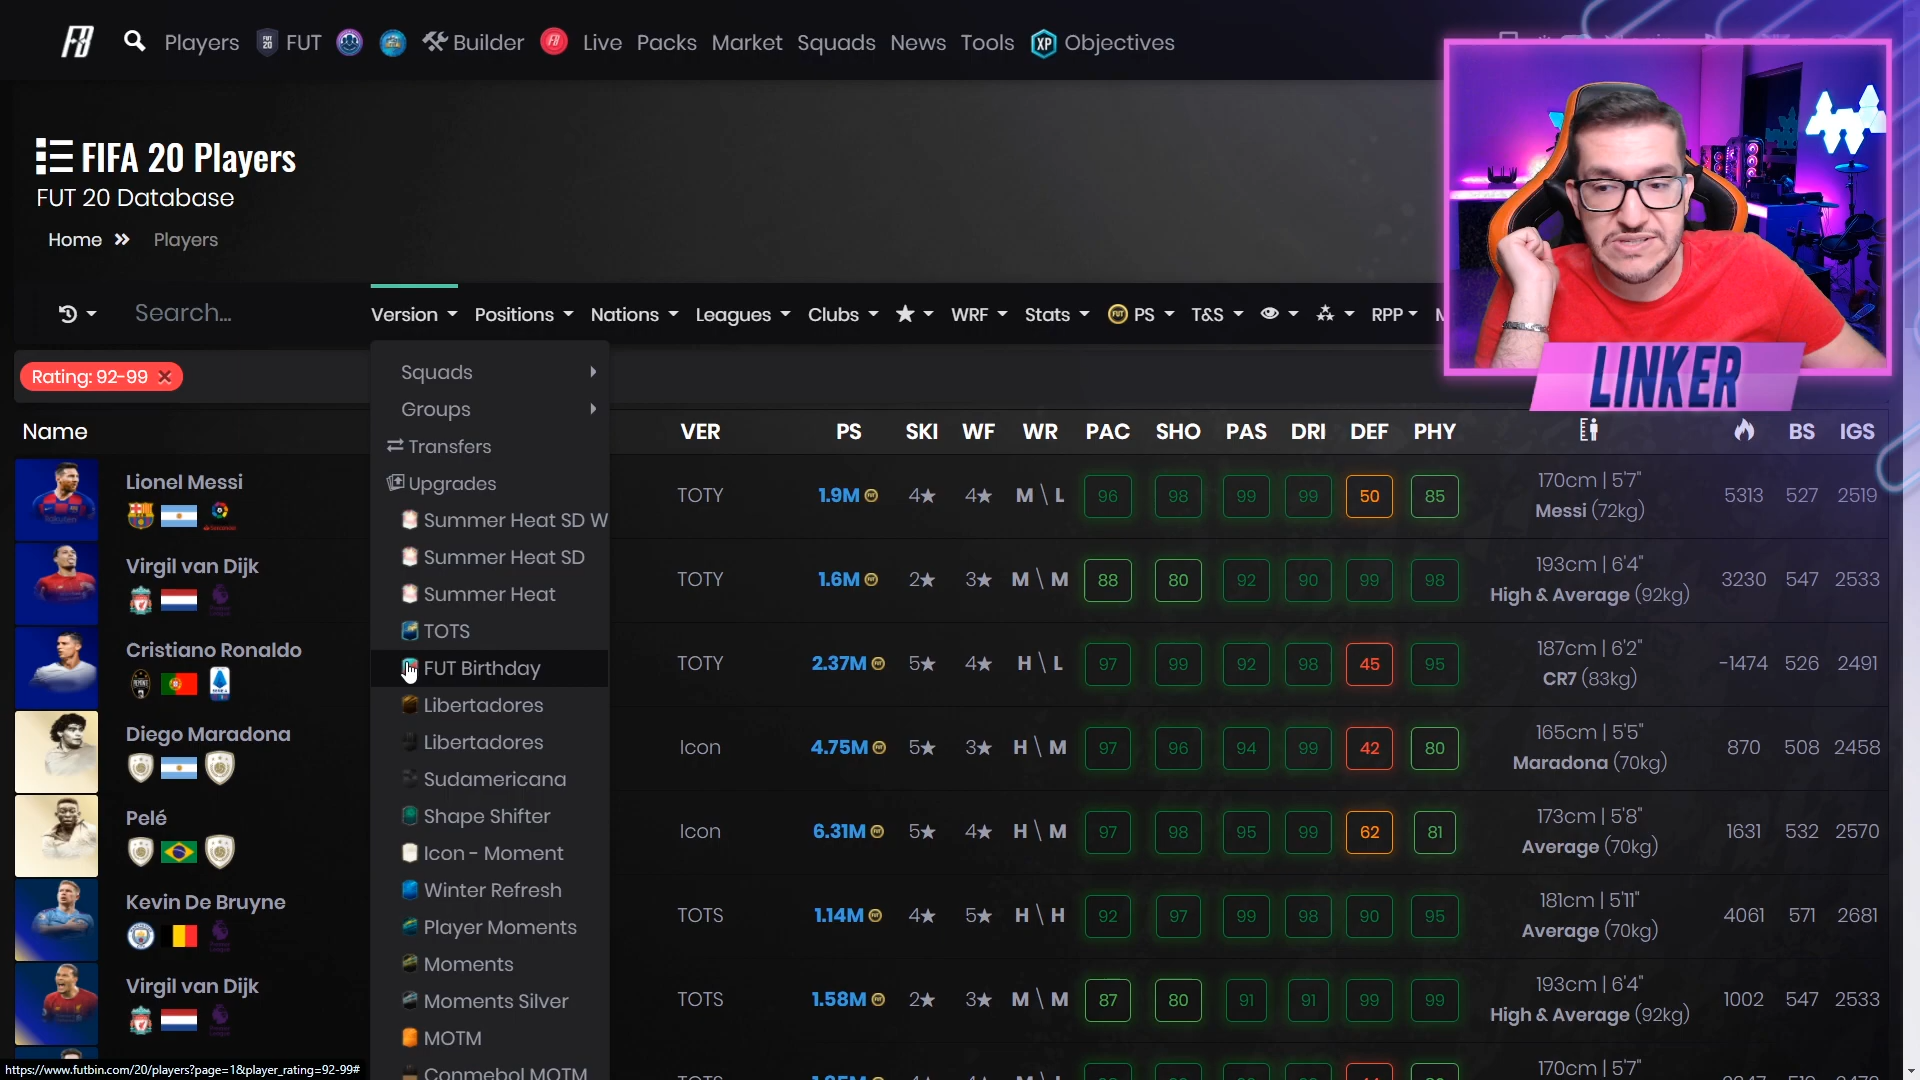 Players FUT Builder Live Packs Market Squads News Tools XP Objectives
FIFA 20 Players
FUT 20 Database
Home » Players
Search...
Version Positions Nations Leagues Clubs WRF Stats PS T&S RPP
Rating: 92-99
Squads
Groups
Transfers
Upgrades
Summer Heat SD W
Summer Heat SD
Summer Heat
TOTS
FUT Birthday
Libertadores
Libertadores
Sudamericana
Shape Shifter
Icon - Moment
Winter Refresh
Player Moments
Moments
Moments Silver
MOTM
Conmebol MOTM
LINKER
Name VER PS SKI WF WR PAC SHO PAS DRI DEF PHY BS IGS
Lionel Messi TOTY 1.9M 4★ 4★ M \ L 96 98 99 99 50 85 170cm | 5'7" 5313 527 2519
Messi (72kg)
Virgil van Dijk TOTY 1.6M 2★ 3★ M \ M 88 80 92 90 99 98 193cm | 6'4" 3230 547 2533
High & Average (92kg)
Cristiano Ronaldo TOTY 2.37M 5★ 4★ H \ L 97 99 92 98 45 95 187cm | 6'2" -1474 526 2491
CR7 (83kg)
Diego Maradona Icon 4.75M 5★ 3★ H \ M 97 96 94 99 42 80 165cm | 5'5" 870 508 2458
Maradona (70kg)
Pelé Icon 6.31M 5★ 4★ H \ M 97 98 95 99 62 81 173cm | 5'8" 1631 532 2570
Average (70kg)
Kevin De Bruyne TOTS 1.14M 4★ 5★ H \ H 92 97 99 98 90 95 181cm | 5'11" 4061 571 2681
Average (70kg)
Virgil van Dijk TOTS 1.58M 2★ 3★ M \ M 87 80 91 91 99 99 193cm | 6'4" 1002 547 2533
High & Average (92kg)
170cm | 5'7"
https://www.futbin.com/20/players?page=1&player_rating=92-99#